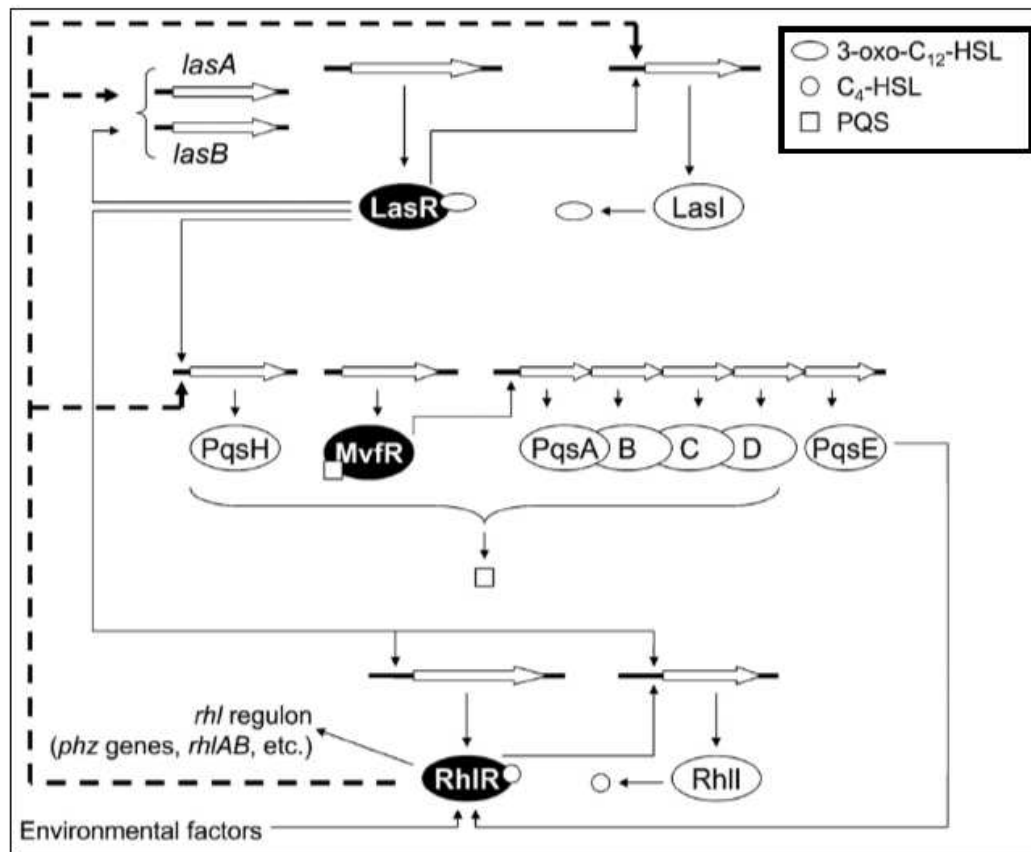 3-oxo-C₁₂-HSL
C₄-HSL
PQS
lasA
lasB
LasR
LasI
PqsH
MvfR
PqsA
B
C
D
PqsE
rhl regulon
(phz genes, rhlAB, etc.)
RhlR
RhlI
Environmental factors